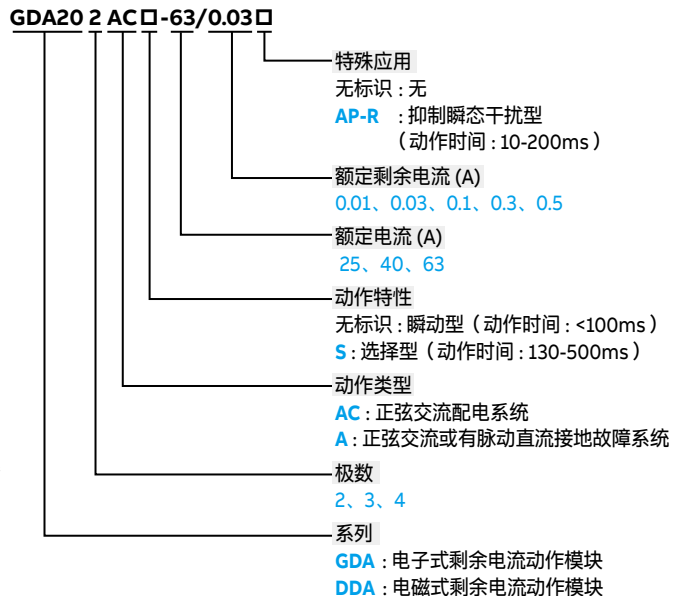 GDA20 2 AC□-63/0.03□
特殊应用
无标识 : 无
AP-R : 抑制瞬态干扰型
（动作时间 : 10-200ms）
额定剩余电流 (A)
0.01、0.03、0.1、0.3、0.5
额定电流 (A)
25、40、63
动作特性
无标识 : 瞬动型（动作时间 : <100ms）
S : 选择型（动作时间 : 130-500ms）
动作类型
AC : 正弦交流配电系统
A : 正弦交流或有脉动直流接地故障系统
极数
2、3、4
系列
GDA : 电子式剩余电流动作模块
DDA : 电磁式剩余电流动作模块